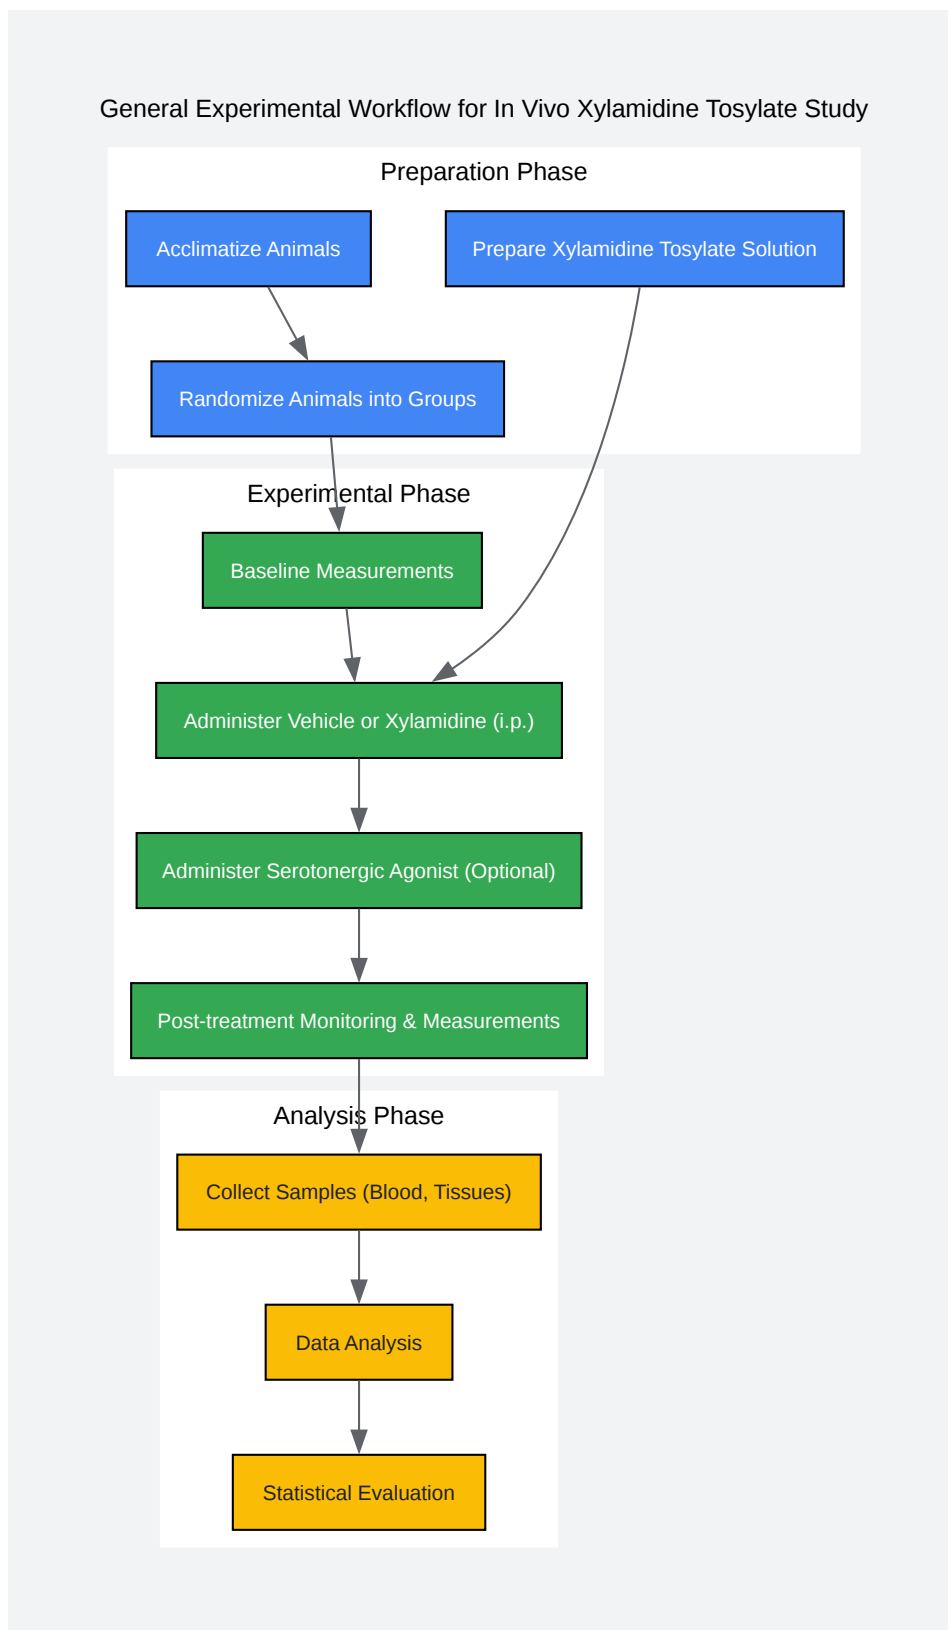 General Experimental Workflow for In Vivo Xylamidine Tosylate Study
Preparation Phase
Acclimatize Animals
Prepare Xylamidine Tosylate Solution
Randomize Animals into Groups
Experimental Phase
Baseline Measurements
Administer Vehicle or Xylamidine (i.p.)
Administer Serotonergic Agonist (Optional)
Post-treatment Monitoring & Measurements
Analysis Phase
Collect Samples (Blood, Tissues)
Data Analysis
Statistical Evaluation